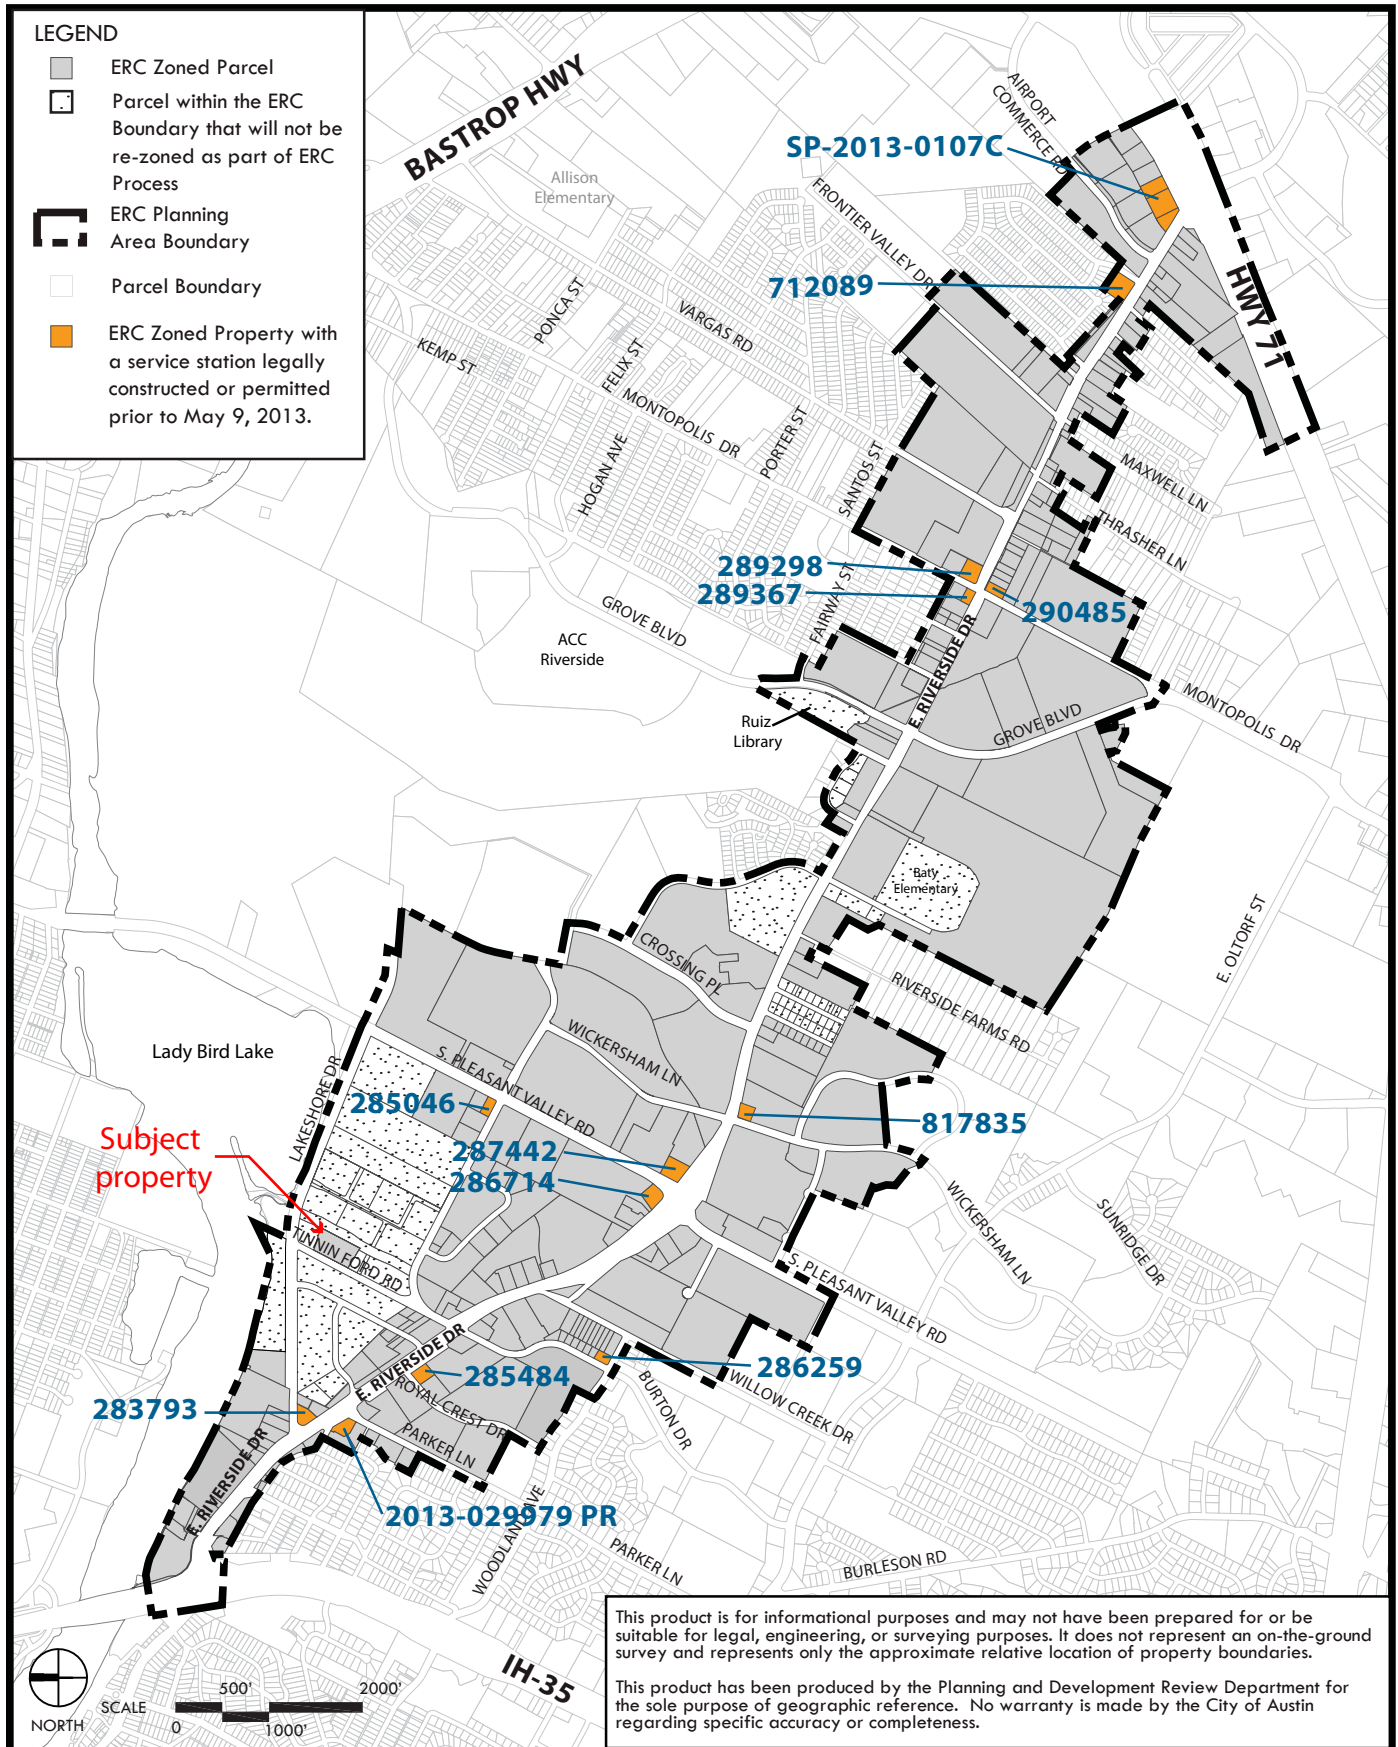 LEGEND
ERC Zoned Parcel
Parcel within the ERC
Boundary that will not be
re-zoned as part of ERC
Process
ERC Planning
Area Boundary
Parcel Boundary
ERC Zoned Property with
a service station legally
constructed or permitted
prior to May 9, 2013.
BASTROP HWY
AIRPORT
COMMERCE RD
SP-2013-0107C
Allison
Elementary
FRONTIER VALLEY DR
712089
HWY 71
PONCA ST
VARGAS RD
KEMP ST
FELIX ST
MONTOPOLIS DR
PORTER ST
HOGAN AVE
SANTOS ST
MAXWELL LN
THRASHER LN
289298
289367
290485
FAIRWAY ST
GROVE BLVD
ACC
Riverside
E. RIVERSIDE DR
MONTOPOLIS DR
Ruiz
Library
GROVE BLVD
Baty
Elementary
E. OLTORF ST
CROSSING PL
RIVERSIDE FARMS RD
Lady Bird Lake
WICKERSHAM LN
LAKESHORE DR
S. PLEASANT VALLEY RD
285046
817835
Subject
property
287442
286714
WICKERSHAM LN
SUNRIDGE DR
TINNIN FORD RD
S. PLEASANT VALLEY RD
E. RIVERSIDE DR
286259
285484
ROYAL CREST DR
BURTON DR
WILLOW CREEK DR
283793
PARKER LN
E. RIVERSIDE DR
2013-029979 PR
WOODLAND AVE
PARKER LN
BURLESON RD
IH-35
NORTH
SCALE
500'
2000'
0
1000'
This product is for informational purposes and may not have been prepared for or be
suitable for legal, engineering, or surveying purposes. It does not represent an on-the-ground
survey and represents only the approximate relative location of property boundaries.
This product has been produced by the Planning and Development Review Department for
the sole purpose of geographic reference. No warranty is made by the City of Austin
regarding specific accuracy or completeness.